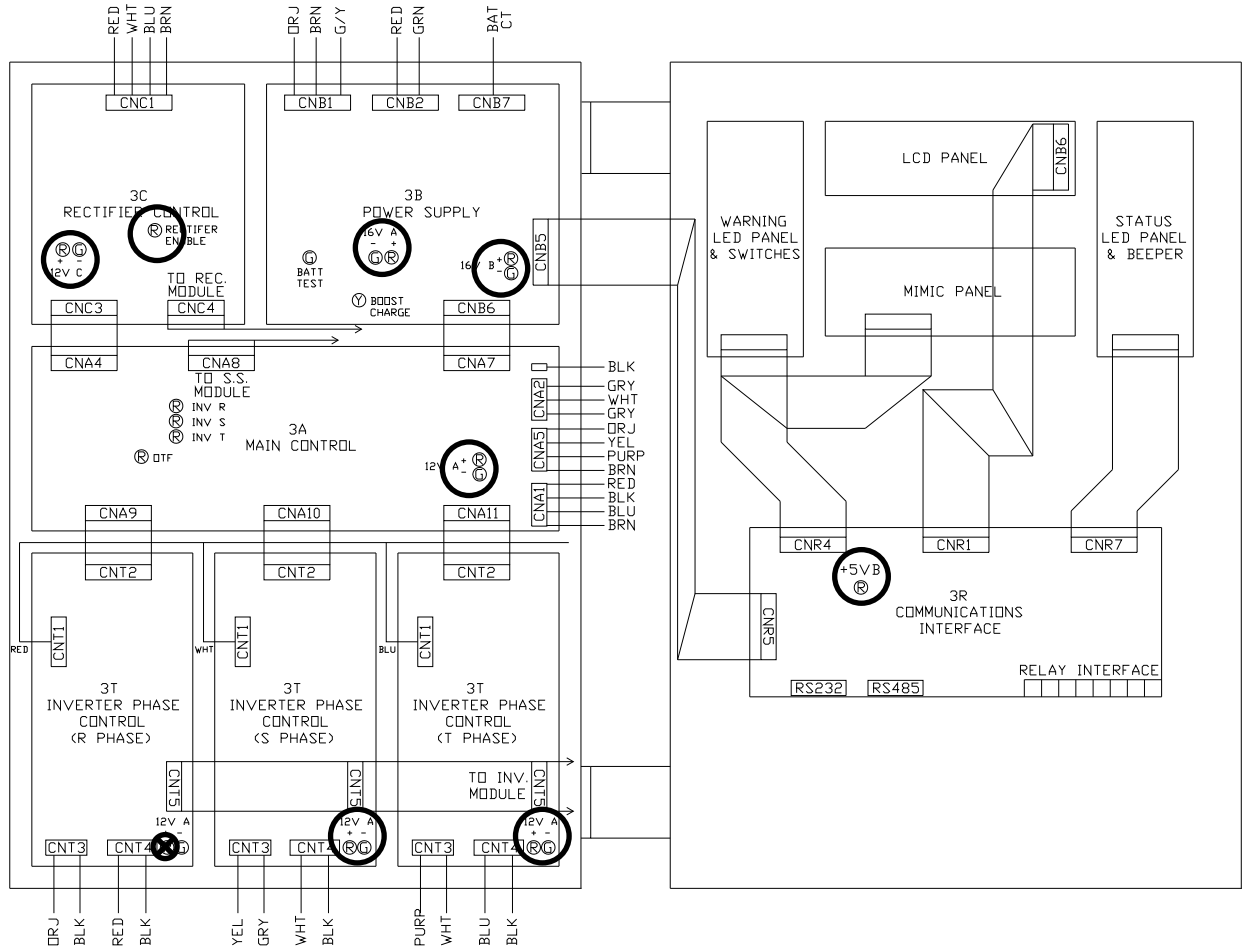 RED
WHT
BLU
BRN
ORJ
BRN
G/Y
RED
GRN
BAT
CT
CNC1
CNB1
CNB2
CNB7
3C
RECTIFIER CONTROL
R RECTIFER
ENABLE
R G
+ -
12V C
TO REC.
MODULE
CNC3
CNC4
3B
POWER SUPPLY
16V A
- +
G R
G
BATT
TEST
Y BOOST
CHARGE
16V B
+ R
- G
CNB5
CNB6
CNA4
CNA8
CNA7
TO S.S.
MODULE
R INV R
R INV S
R INV T
R OTF
3A
MAIN CONTROL
12V A
+ R
- G
CNA2
CNA5
CNA1
BLK
GRY
WHT
GRY
ORJ
YEL
PURP
BRN
RED
BLK
BLU
BRN
CNA9
CNA10
CNA11
CNT2
CNT2
CNT2
CNT1
CNT1
CNT1
RED
WHT
BLU
3T
INVERTER PHASE
CONTROL
(R PHASE)
3T
INVERTER PHASE
CONTROL
(S PHASE)
3T
INVERTER PHASE
CONTROL
(T PHASE)
CNT5
CNT5
CNT5
TO INV.
MODULE
12V A
+ -
G
12V A
+ -
R G
12V A
+ -
R G
CNT3
CNT4
CNT3
CNT4
CNT3
CNT4
ORJ
BLK
RED
BLK
YEL
GRY
WHT
BLK
PURP
WHT
BLU
BLK
WARNING
LED PANEL
& SWITCHES
LCD PANEL
CNB6
MIMIC PANEL
STATUS
LED PANEL
& BEEPER
CNR4
CNR1
CNR7
+5VB
R
3R
COMMUNICATIONS
INTERFACE
CNR5
RELAY INTERFACE
RS232
RS485